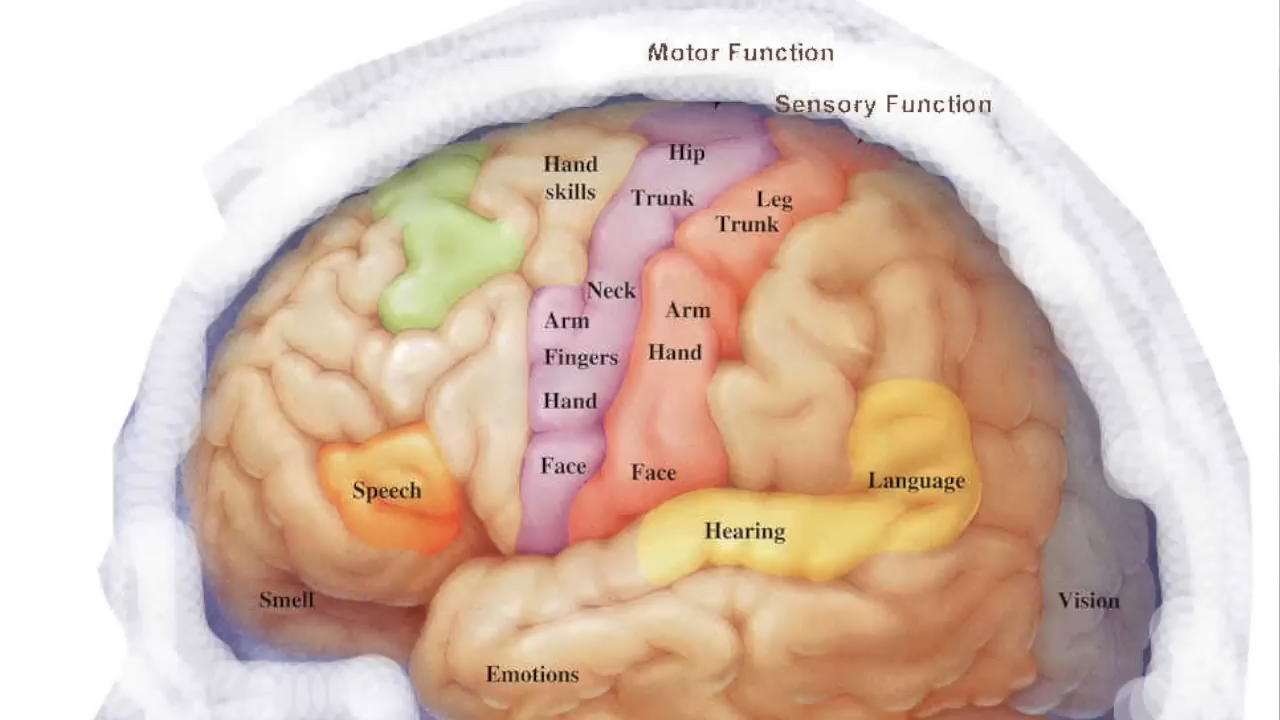 Motor Function
Sensory Function
Hand
skills
Hip
Trunk
Leg
Trunk
Neck
Arm
Arm
Fingers
Hand
Hand
Face
Face
Speech
Language
Hearing
Smell
Vision
Emotions